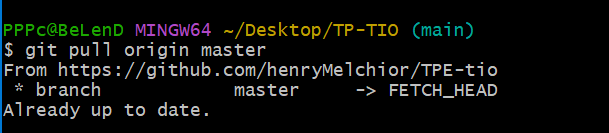 PPPc@BeLenD MINGW64 ~/Desktop/TP-TIO (main)
$ git pull origin master
From https://github.com/henryMelchior/TPE-tio
 * branch            master     -> FETCH_HEAD
Already up to date.